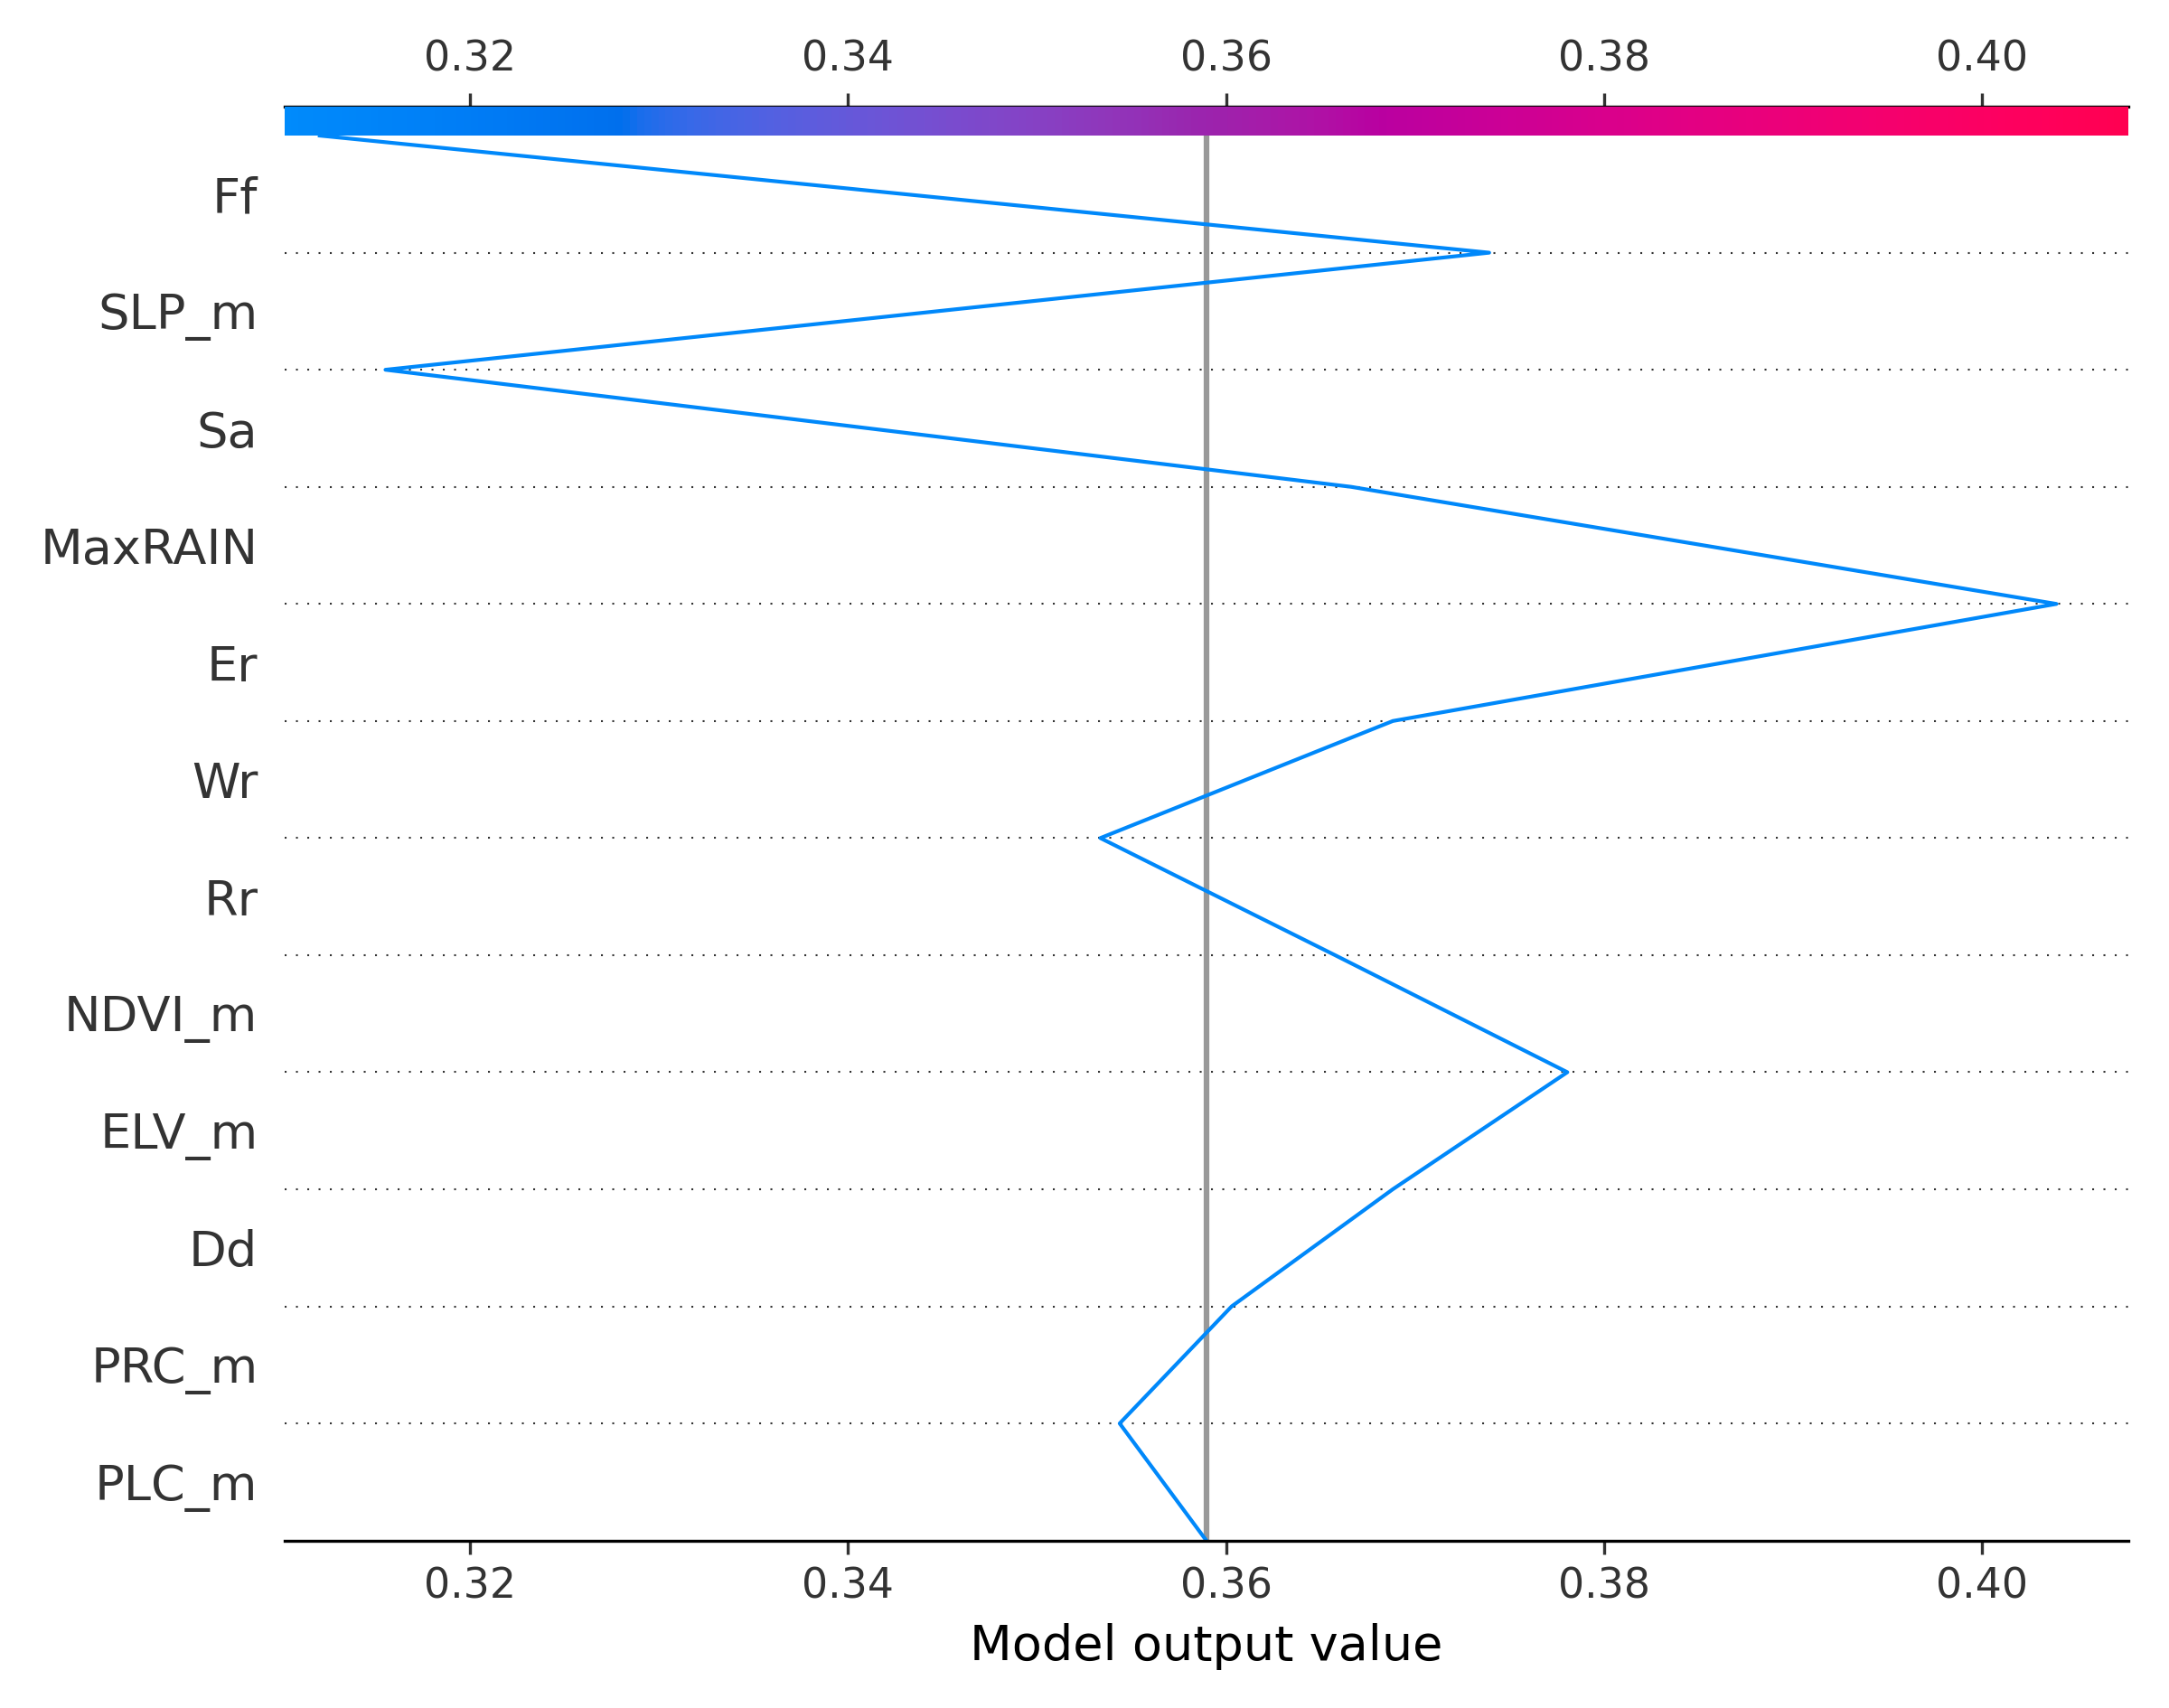 0.32 0.34 0.36 0.38 0.40
Ff
SLP_m
Sa
MaxRAIN
Er
Wr
Rr
NDVI_m
ELV_m
Dd
PRC_m
PLC_m
0.32 0.34 0.36 0.38 0.40
Model output value